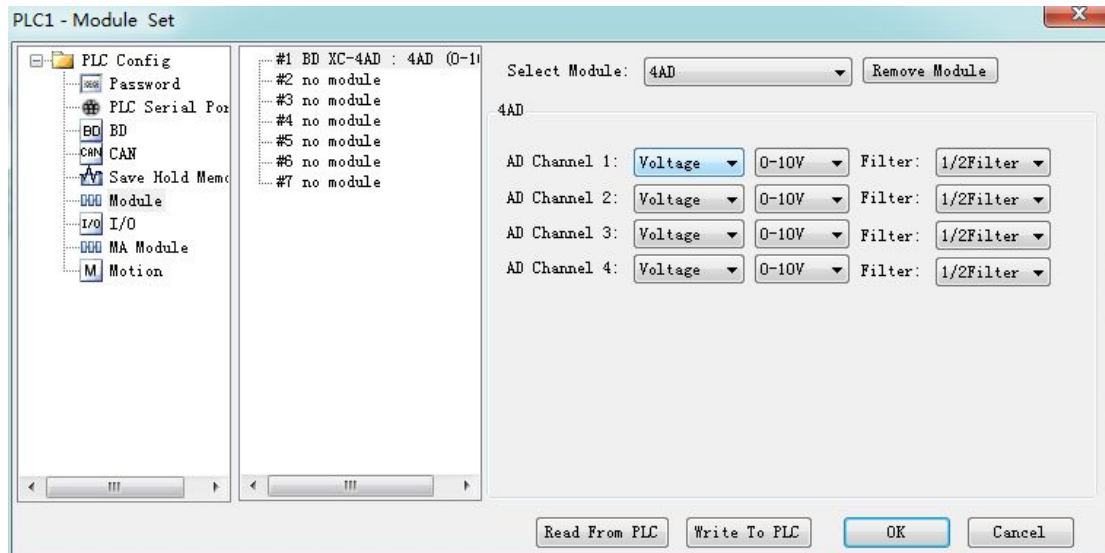 PLC1 - Module Set
PLC Config
Password
PLC Serial Por
BD BD
CAN CAN
Save Hold Memo
Module
I/O I/O
MA Module
M Motion
#1 BD XC-4AD : 4AD (0-10
#2 no module
#3 no module
#4 no module
#5 no module
#6 no module
#7 no module
Select Module: 4AD Remove Module
4AD
AD Channel 1: Voltage 0-10V Filter: 1/2Filter
AD Channel 2: Voltage 0-10V Filter: 1/2Filter
AD Channel 3: Voltage 0-10V Filter: 1/2Filter
AD Channel 4: Voltage 0-10V Filter: 1/2Filter
Read From PLC Write To PLC OK Cancel